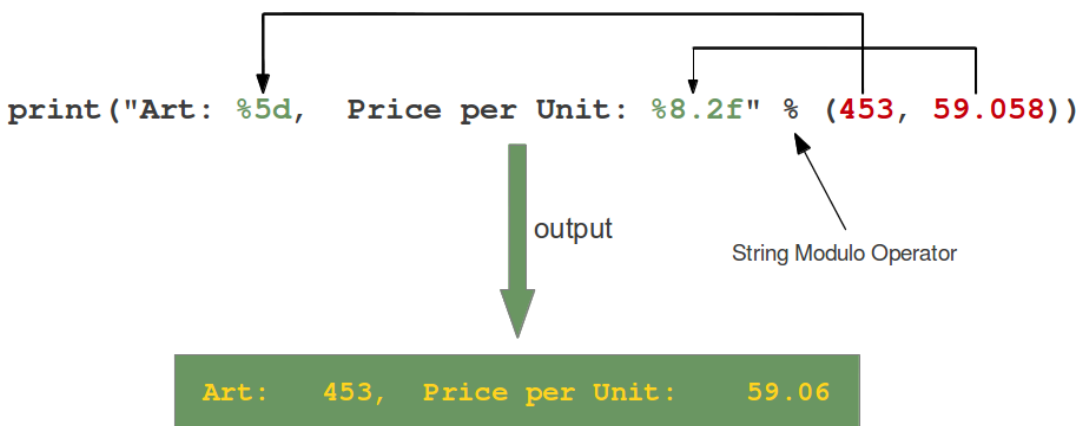 print("Art: %5d,  Price per Unit: %8.2f" % (453, 59.058))
output
String Modulo Operator
Art:   453,  Price per Unit:    59.06